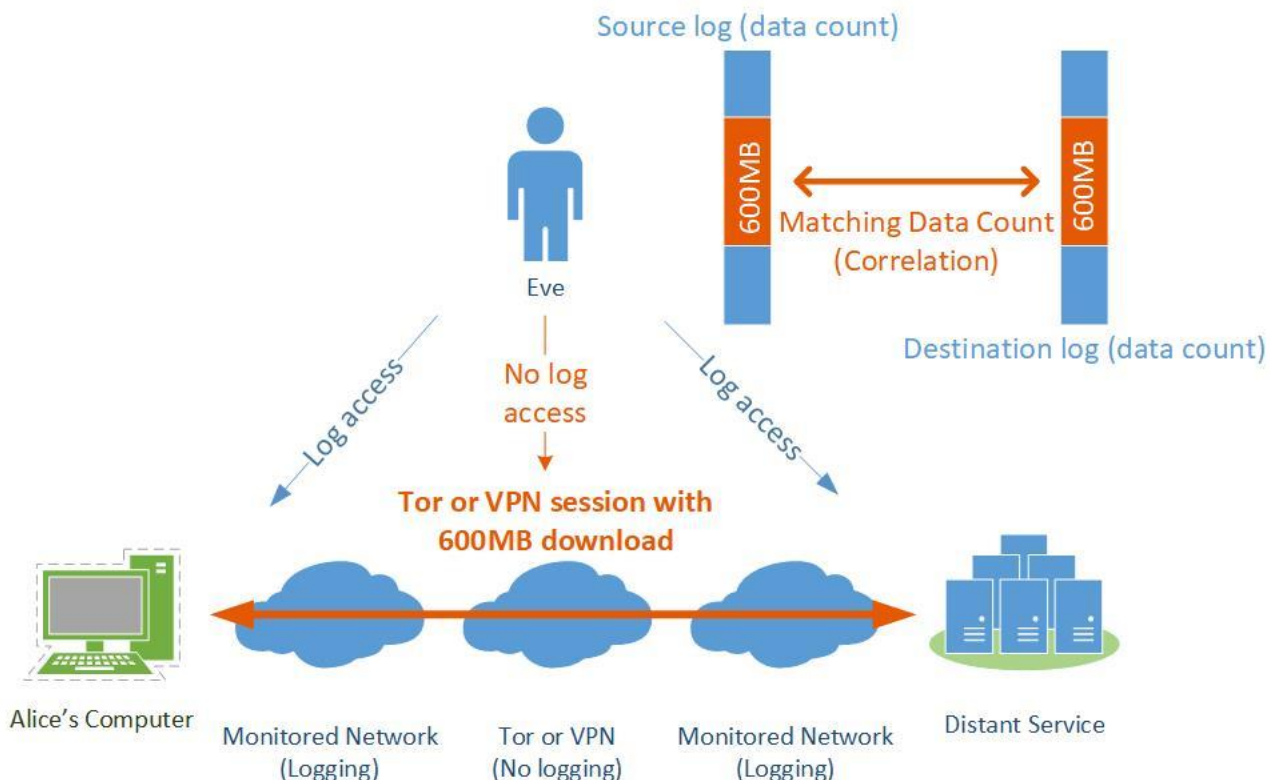 Source log (data count)
600MB
600MB
Matching Data Count
(Correlation)
Destination log (data count)
Eve
Log access
No log
access
Log access
Tor or VPN session with
600MB download
Alice’s Computer
Monitored Network
(Logging)
Tor or VPN
(No logging)
Monitored Network
(Logging)
Distant Service